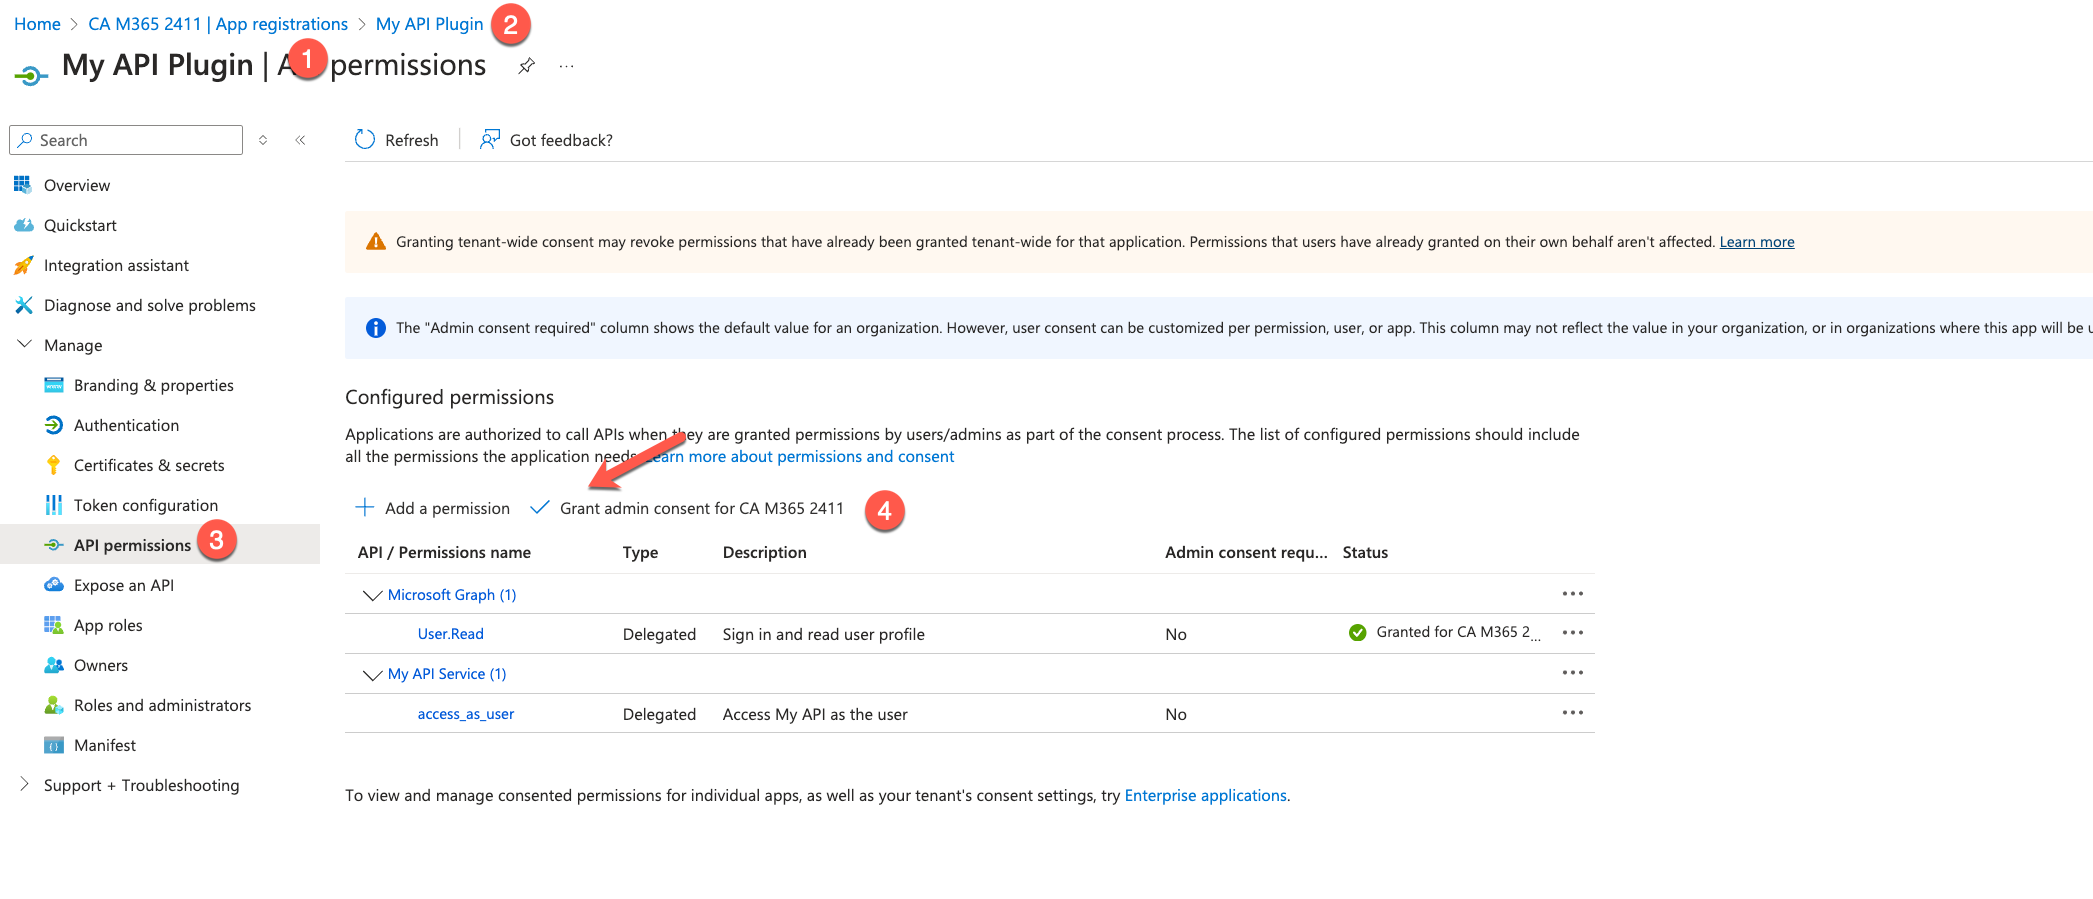 Home > CA M365 2411 | App registrations > My API Plugin 2
1
My API Plugin | A permissions ...
Search
Refresh | Got feedback?
Overview
Quickstart
Integration assistant
Diagnose and solve problems
Manage
Branding & properties
Authentication
Certificates & secrets
Token configuration
API permissions 3
Expose an API
App roles
Owners
Roles and administrators
Manifest
Support + Troubleshooting
Granting tenant-wide consent may revoke permissions that have already been granted tenant-wide for that application. Permissions that users have already granted on their own behalf aren't affected. Learn more
The "Admin consent required" column shows the default value for an organization. However, user consent can be customized per permission, user, or app. This column may not reflect the value in your organization, or in organizations where this app will be
Configured permissions
Applications are authorized to call APIs when they are granted permissions by users/admins as part of the consent process. The list of configured permissions should include
all the permissions the application needs. Learn more about permissions and consent
Add a permission Grant admin consent for CA M365 2411 4
API / Permissions name Type Description Admin consent requ... Status
Microsoft Graph (1) ...
User.Read Delegated Sign in and read user profile No Granted for CA M365 2... ...
My API Service (1) ...
access_as_user Delegated Access My API as the user No ...
To view and manage consented permissions for individual apps, as well as your tenant's consent settings, try Enterprise applications.